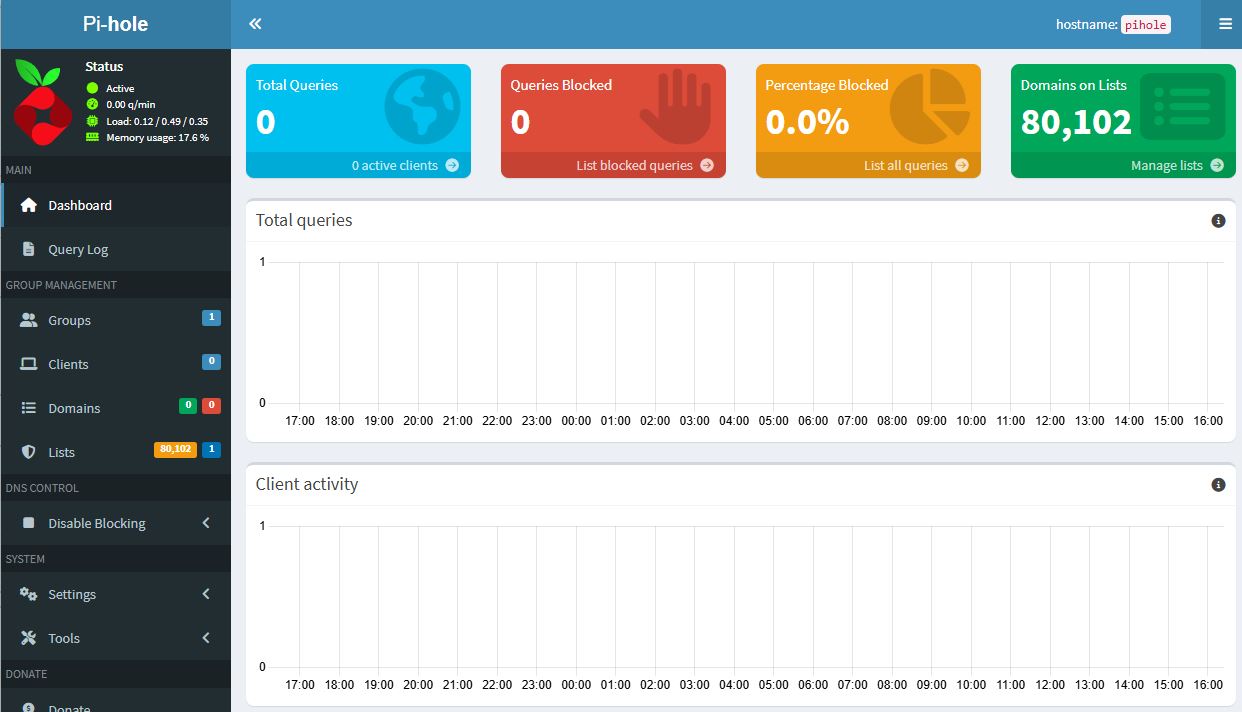 Pi-hole
hostname: pihole
Status
Active
0.00 q/min
Load: 0.12 / 0.49 / 0.35
Memory usage: 17.6 %
MAIN
Dashboard
Query Log
GROUP MANAGEMENT
Groups 1
Clients 0
Domains 0 0
Lists 80,102 1
DNS CONTROL
Disable Blocking
SYSTEM
Settings
Tools
DONATE
Donate
Total Queries
0
0 active clients
Queries Blocked
0
List blocked queries
Percentage Blocked
0.0%
List all queries
Domains on Lists
80,102
Manage lists
Total queries
1
0
17:00 18:00 19:00 20:00 21:00 22:00 23:00 00:00 01:00 02:00 03:00 04:00 05:00 06:00 07:00 08:00 09:00 10:00 11:00 12:00 13:00 14:00 15:00 16:00
Client activity
1
0
17:00 18:00 19:00 20:00 21:00 22:00 23:00 00:00 01:00 02:00 03:00 04:00 05:00 06:00 07:00 08:00 09:00 10:00 11:00 12:00 13:00 14:00 15:00 16:00